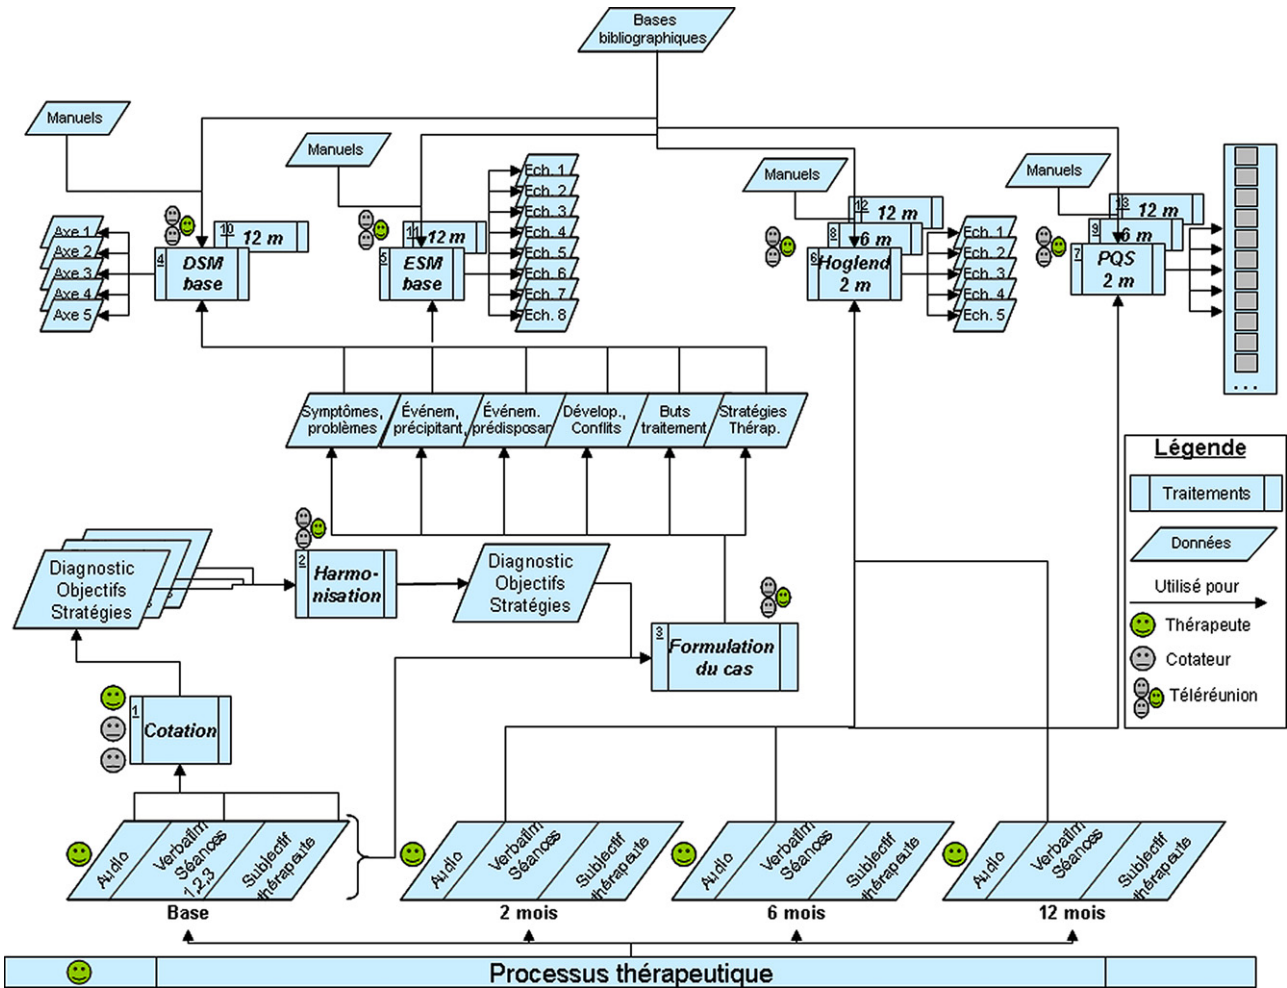 Bases
bibliographiques
Manuels
Manuels
Manuels
Manuels
Axe 1
Axe 2
Axe 3
Axe 4
Axe 5
10
12 m
4
DSM
base
11
12 m
5
ESM
base
Ech. 1
Ech. 2
Ech. 3
Ech. 4
Ech. 5
Ech. 6
Ech. 7
Ech. 8
12
12 m
8
6 m
6
Hoglend
2 m
Ech. 1
Ech. 2
Ech. 3
Ech. 4
Ech. 5
13
12 m
9
6 m
7
PQS
2 m
...
Symptômes,
problèmes
Événem,
précipitant,
Événem.
prédisposan
Dévelop.,
Conflits
Buts
traitement
Stratégies
Thérap.
Légende
Traitements
Données
Utilisé pour
Thérapeute
Cotateur
Téléréunion
Diagnostic
Objectifs
Stratégies
2
Harmo-
nisation
Diagnostic
Objectifs
Stratégies
3
Formulation
du cas
1
Cotation
Audio
Verbatim
Séances
1,2,3
Subjectif
thérapeute
Base
Audio
Verbatim
Séances
Subjectif
thérapeute
2 mois
Audio
Verbatim
Séances
Subjectif
thérapeute
6 mois
Audio
Verbatim
Séances
Subjectif
thérapeute
12 mois
Processus thérapeutique